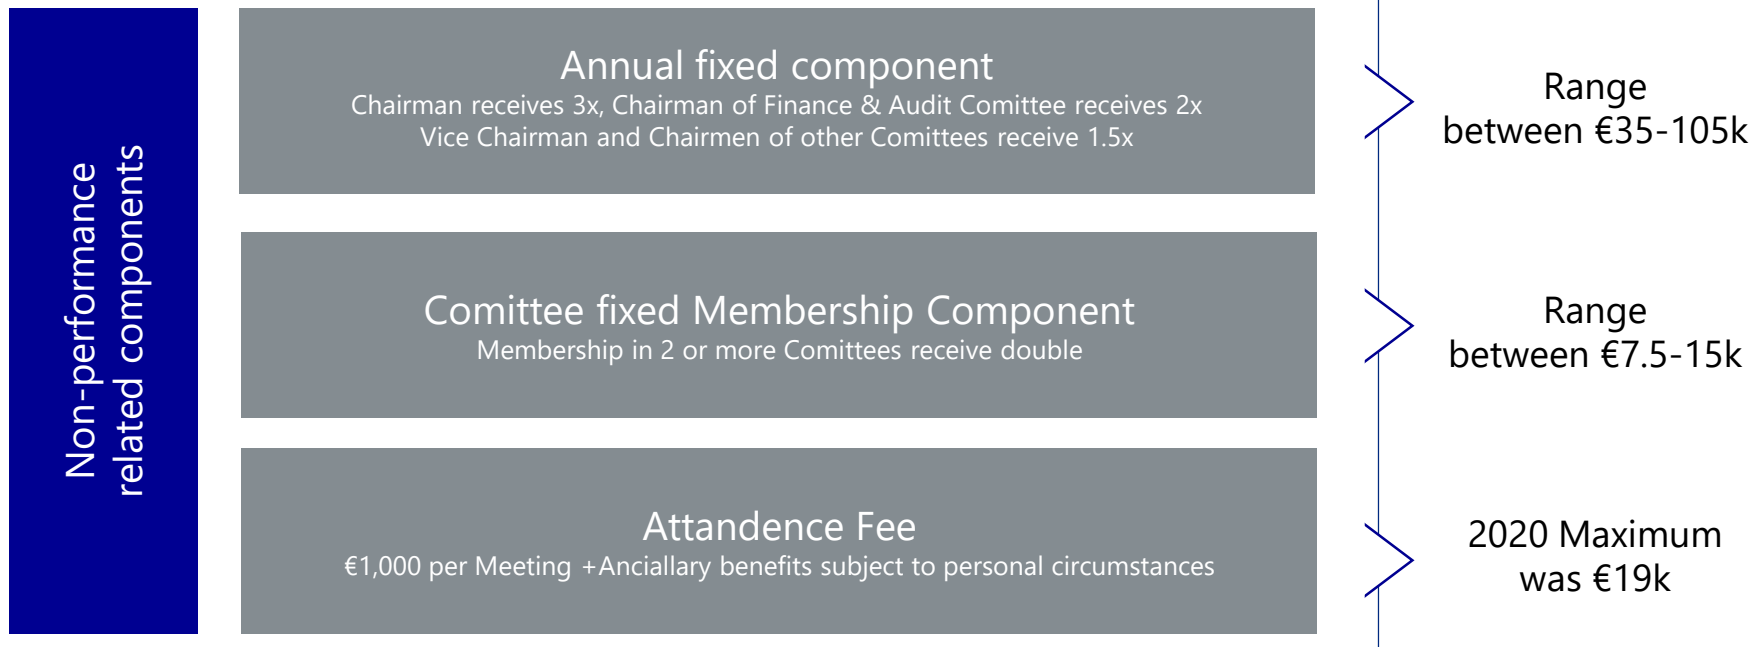 Non-performance
related components
Annual fixed component
Chairman receives 3x, Chairman of Finance & Audit Comittee receives 2x
Vice Chairman and Chairmen of other Comittees receive 1.5x
Range
between €35-105k
Comittee fixed Membership Component
Membership in 2 or more Comittees receive double
Range
between €7.5-15k
Attandence Fee
€1,000 per Meeting +Anciallary benefits subject to personal circumstances
2020 Maximum
was €19k